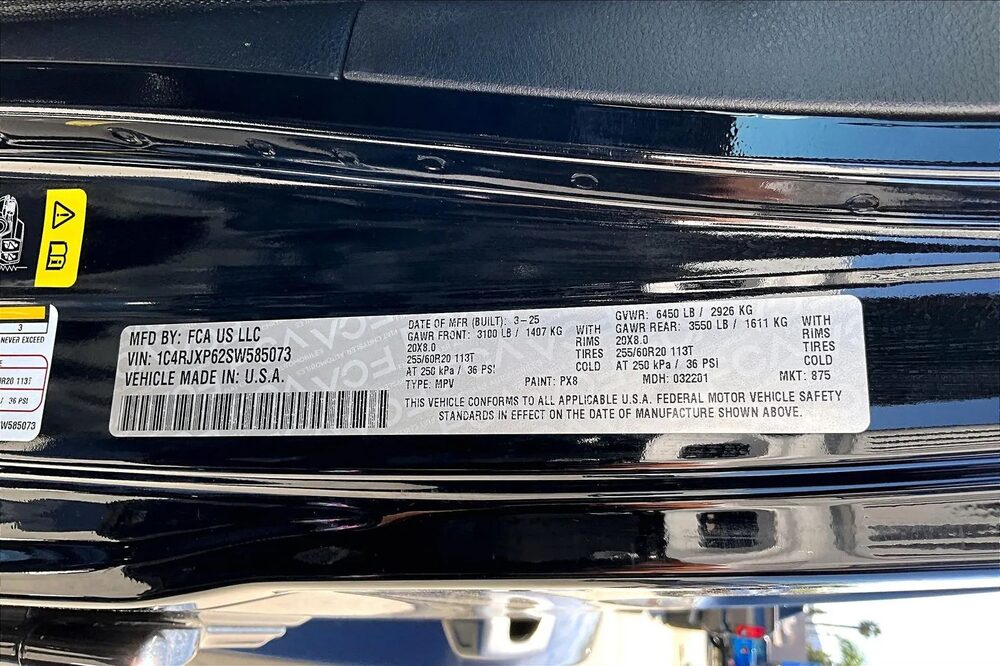 3
NEVER EXCEED
0R20 113T
/ 36 PSI
W585073
MFD BY: FCA US LLC
VIN: 1C4RJXP62SW585073
VEHICLE MADE IN: U.S.A.
DATE OF MFR (BUILT): 3-25
GVWR: 6450 LB / 2926 KG
GAWR FRONT: 3100 LB / 1407 KG WITH
GAWR REAR: 3550 LB / 1611 KG WITH
20X8.0 RIMS
20X8.0 RIMS
255/60R20 113T TIRES
255/60R20 113T TIRES
AT 250 kPa / 36 PSI COLD
AT 250 kPa / 36 PSI COLD
TYPE: MPV PAINT: PX8 MDH: 032201 MKT: 875
THIS VEHICLE CONFORMS TO ALL APPLICABLE U.S.A. FEDERAL MOTOR VEHICLE SAFETY
STANDARDS IN EFFECT ON THE DATE OF MANUFACTURE SHOWN ABOVE.